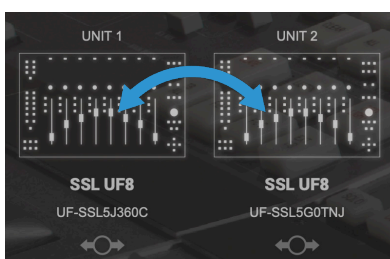 UNIT 1
UNIT 2
SSL UF8
SSL UF8
UF-SSL5J360C
UF-SSL5G0TNJ